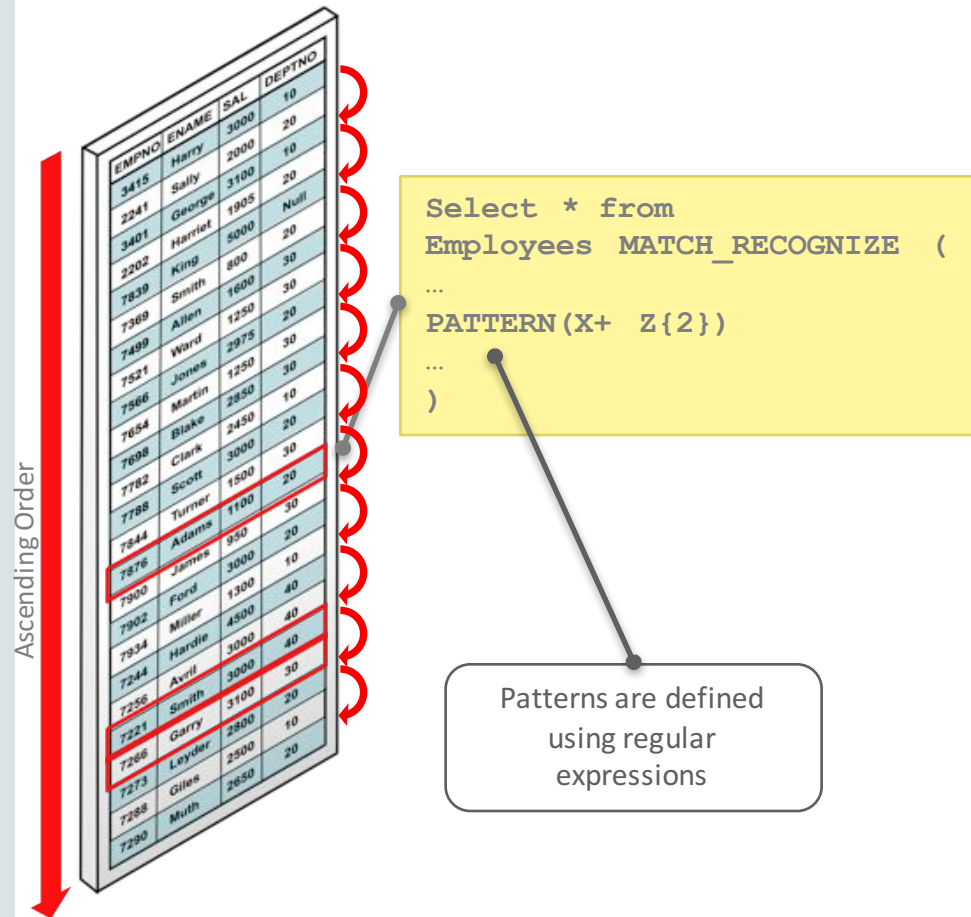 EMPNO ENAME SAL DEPTNO
3415 Harry 3000 10
2241 Sally 2000 20
3401 George 3100 10
2202 Harriet 1905 20
7839 King 5000 Null
7369 Smith 800 20
7499 Allen 1600 30
7521 Ward 1250 30
7566 Jones 2975 20
7654 Martin 1250 30
7698 Blake 2850 30
7782 Clark 2450 10
7788 Scott 3000 20
7844 Turner 1500 30
7876 Adams 1100 20
7900 James 950 30
7902 Ford 3000 20
7934 Miller 1300 10
7244 Hardie 4500 40
7256 Avril 3000 40
7221 Smith 3000 40
7266 Garry 3100 30
7273 Leyder 2800 20
7288 Giles 2500 10
7290 Muth 2650 20
Ascending Order
Select * from
Employees MATCH_RECOGNIZE (
…
PATTERN(X+ Z{2})
…
)
Patterns are defined
using regular
expressions